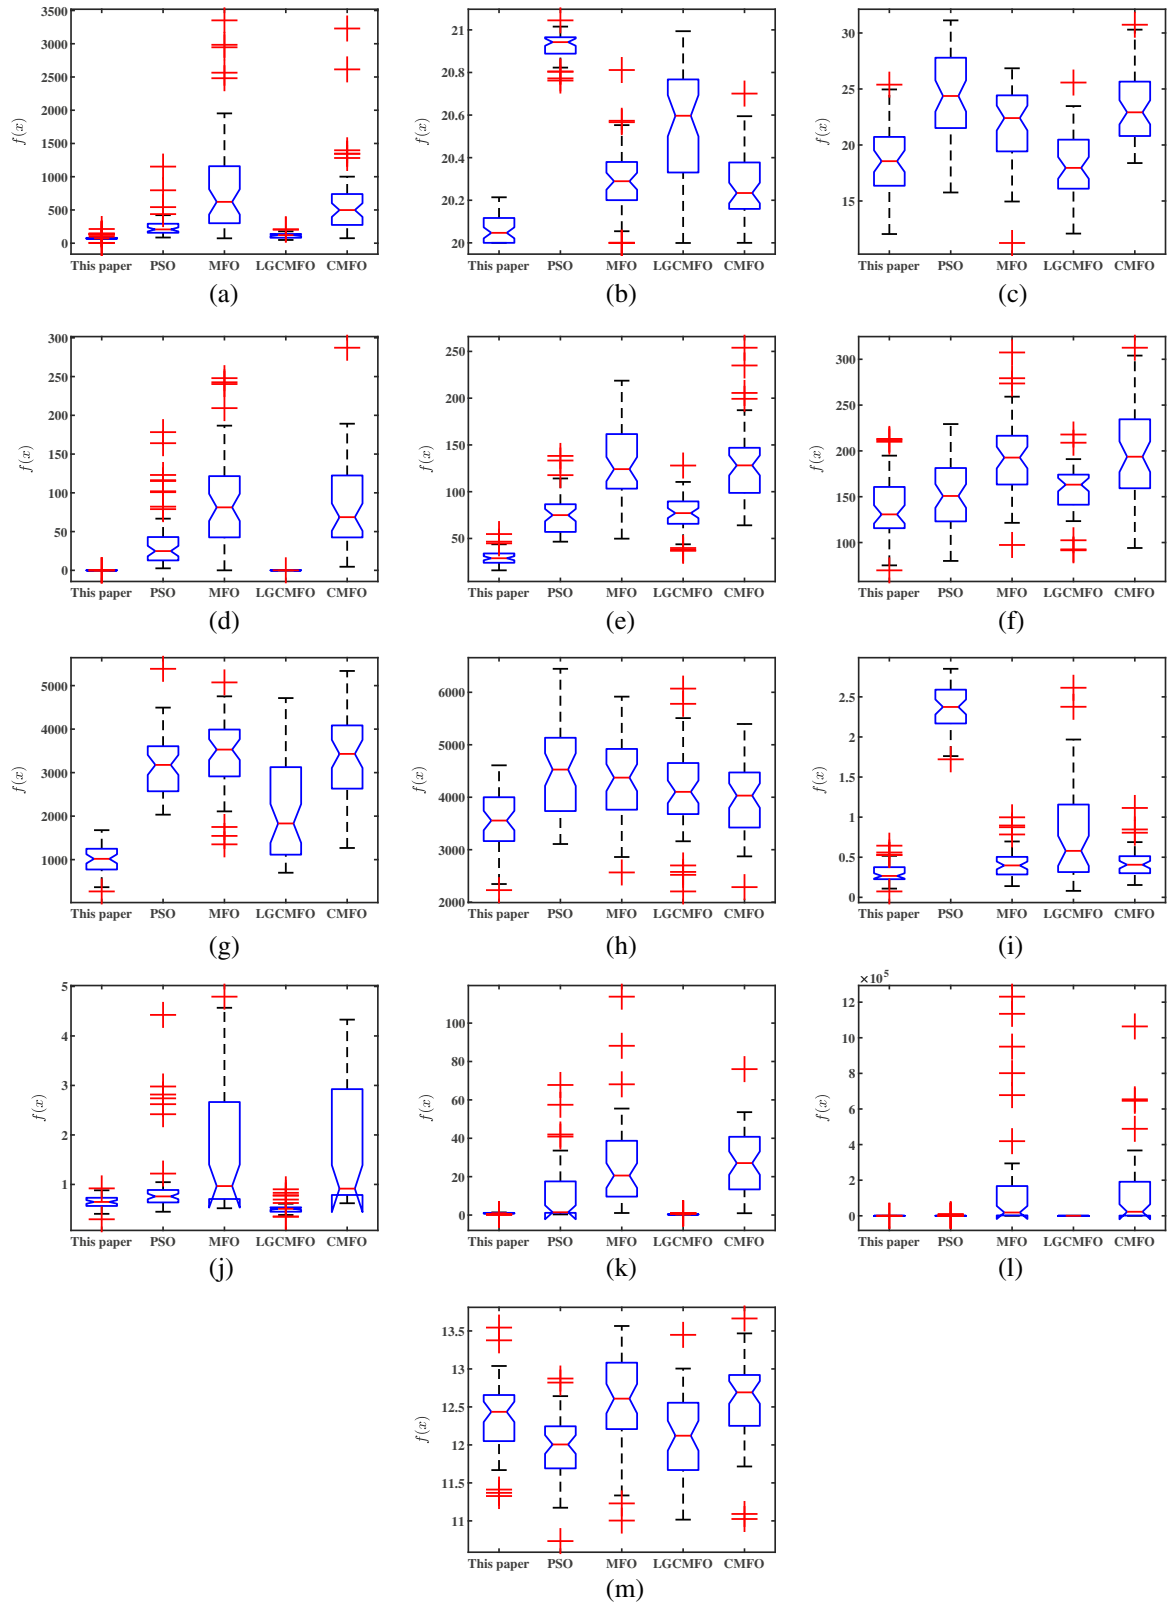 3500
3000
2500
2000
1500
1000
500
0
f(x)
This paper PSO MFO LGCMFO CMFO
(a)
21
20.8
20.6
20.4
20.2
20
f(x)
This paper PSO MFO LGCMFO CMFO
(b)
30
25
20
15
f(x)
This paper PSO MFO LGCMFO CMFO
(c)
300
250
200
150
100
50
0
f(x)
This paper PSO MFO LGCMFO CMFO
(d)
250
200
150
100
50
f(x)
This paper PSO MFO LGCMFO CMFO
(e)
300
250
200
150
100
f(x)
This paper PSO MFO LGCMFO CMFO
(f)
5000
4000
3000
2000
1000
f(x)
This paper PSO MFO LGCMFO CMFO
(g)
6000
5000
4000
3000
2000
f(x)
This paper PSO MFO LGCMFO CMFO
(h)
2.5
2
1.5
1
0.5
0
f(x)
This paper PSO MFO LGCMFO CMFO
(i)
5
4
3
2
1
f(x)
This paper PSO MFO LGCMFO CMFO
(j)
100
80
60
40
20
0
f(x)
This paper PSO MFO LGCMFO CMFO
(k)
×10⁵
12
10
8
6
4
2
0
f(x)
This paper PSO MFO LGCMFO CMFO
(l)
13.5
13
12.5
12
11.5
11
f(x)
This paper PSO MFO LGCMFO CMFO
(m)